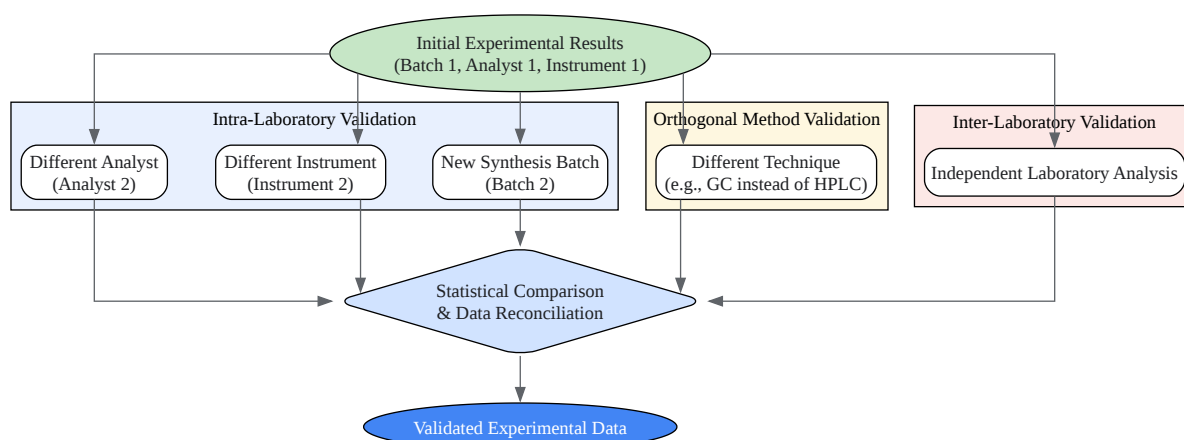 Initial Experimental Results
(Batch 1, Analyst 1, Instrument 1)
Intra-Laboratory Validation
Different Analyst
(Analyst 2)
Different Instrument
(Instrument 2)
New Synthesis Batch
(Batch 2)
Orthogonal Method Validation
Different Technique
(e.g., GC instead of HPLC)
Inter-Laboratory Validation
Independent Laboratory Analysis
Statistical Comparison
& Data Reconciliation
Validated Experimental Data